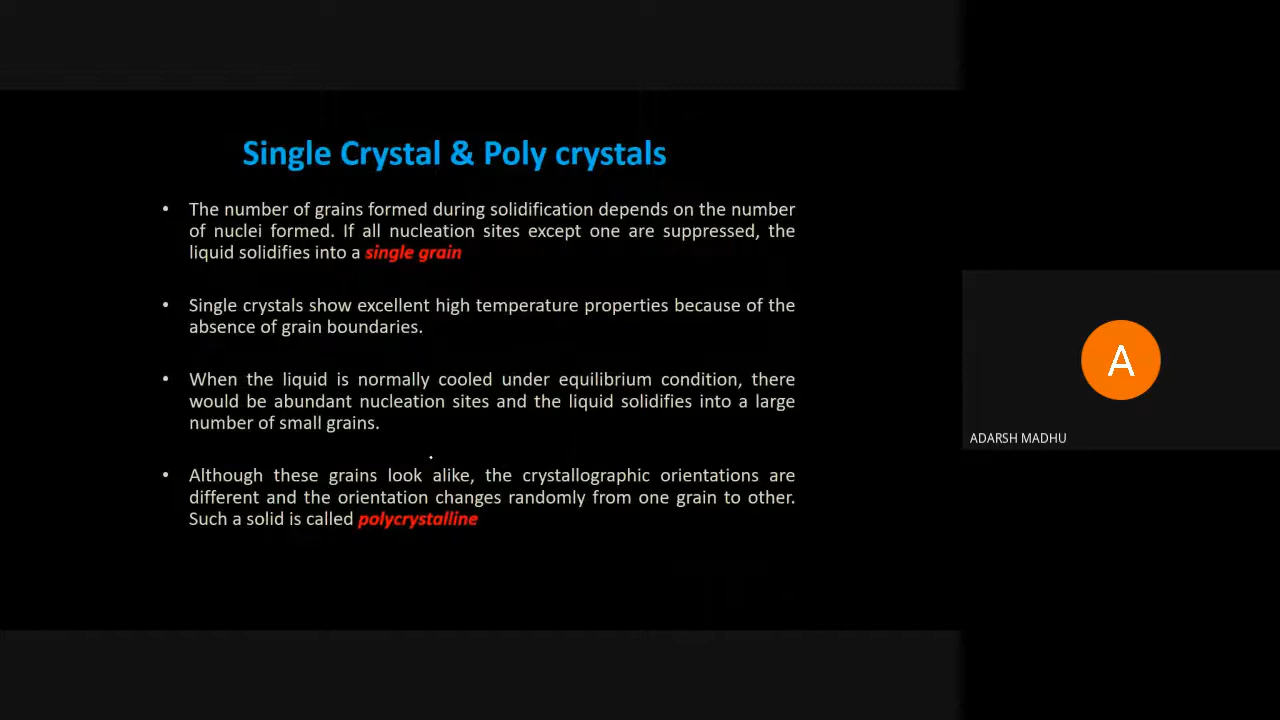 Single Crystal & Poly crystals
• The number of grains formed during solidification depends on the number
of nuclei formed. If all nucleation sites except one are suppressed, the
liquid solidifies into a single grain
• Single crystals show excellent high temperature properties because of the
absence of grain boundaries.
• When the liquid is normally cooled under equilibrium condition, there
would be abundant nucleation sites and the liquid solidifies into a large
number of small grains.
• Although these grains look alike, the crystallographic orientations are
different and the orientation changes randomly from one grain to other.
Such a solid is called polycrystalline
A
ADARSH MADHU